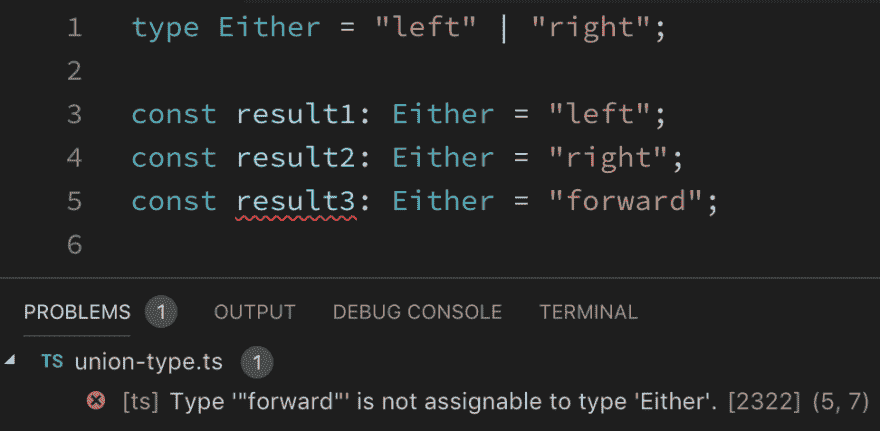 1 type Either = "left" | "right";
2
3 const result1: Either = "left";
4 const result2: Either = "right";
5 const result3: Either = "forward";
6
PROBLEMS 1 OUTPUT DEBUG CONSOLE TERMINAL
TS union-type.ts 1
[ts] Type '"forward"' is not assignable to type 'Either'. [2322] (5, 7)